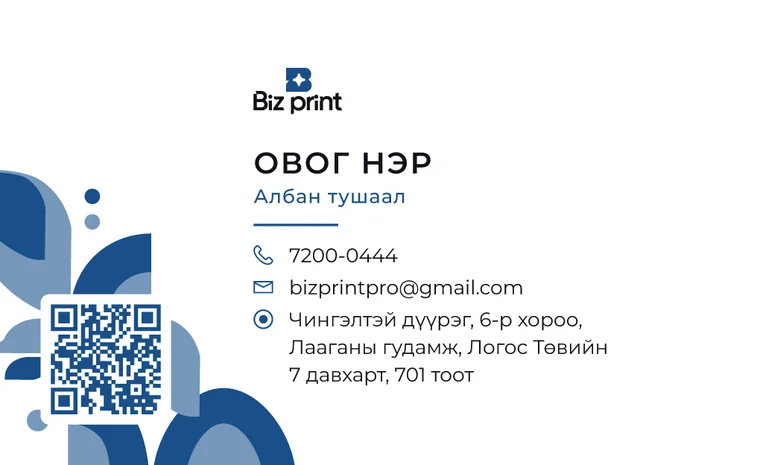 Biz print
ОВОГ НЭР
Албан тушаал
7200-0444
bizprintpro@gmail.com
Чингэлтэй дүүрэг, 6-р хороо,
Лааганы гудамж, Логос Төвийн
7 давхарт, 701 тоот